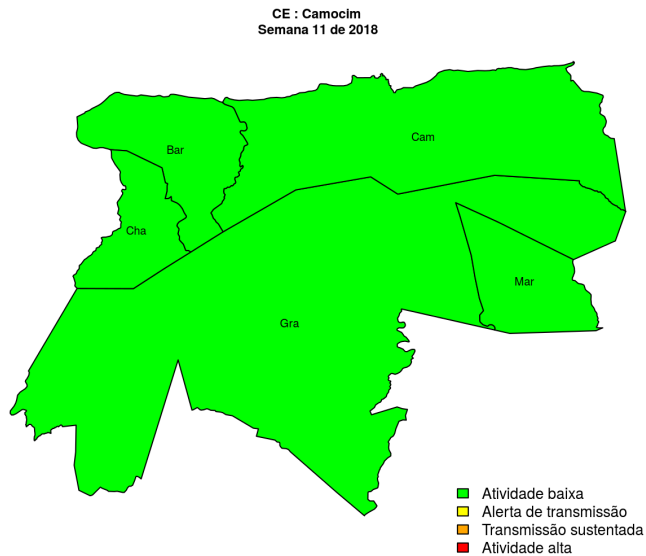 CE : Camocim
Semana 11 de 2018
Bar
Cam
Cha
Mar
Gra
Atividade baixa
Alerta de transmissão
Transmissão sustentada
Atividade alta